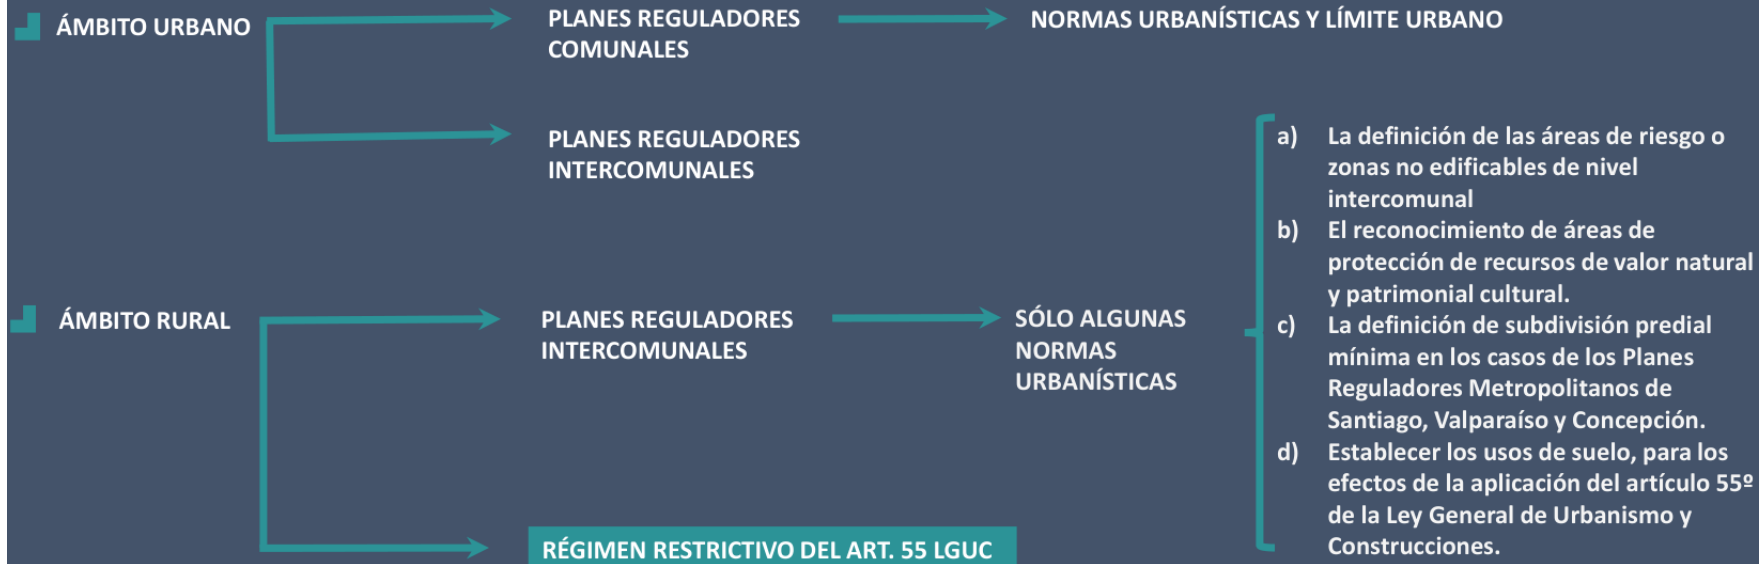 ÁMBITO URBANO
PLANES REGULADORES
COMUNALES
NORMAS URBANÍSTICAS Y LÍMITE URBANO
PLANES REGULADORES
INTERCOMUNALES
ÁMBITO RURAL
PLANES REGULADORES
INTERCOMUNALES
SÓLO ALGUNAS
NORMAS
URBANÍSTICAS
a) La definición de las áreas de riesgo o
zonas no edificables de nivel
intercomunal
b) El reconocimiento de áreas de
protección de recursos de valor natural
y patrimonial cultural.
c) La definición de subdivisión predial
mínima en los casos de los Planes
Reguladores Metropolitanos de
Santiago, Valparaíso y Concepción.
d) Establecer los usos de suelo, para los
efectos de la aplicación del artículo 55º
de la Ley General de Urbanismo y
Construcciones.
RÉGIMEN RESTRICTIVO DEL ART. 55 LGUC